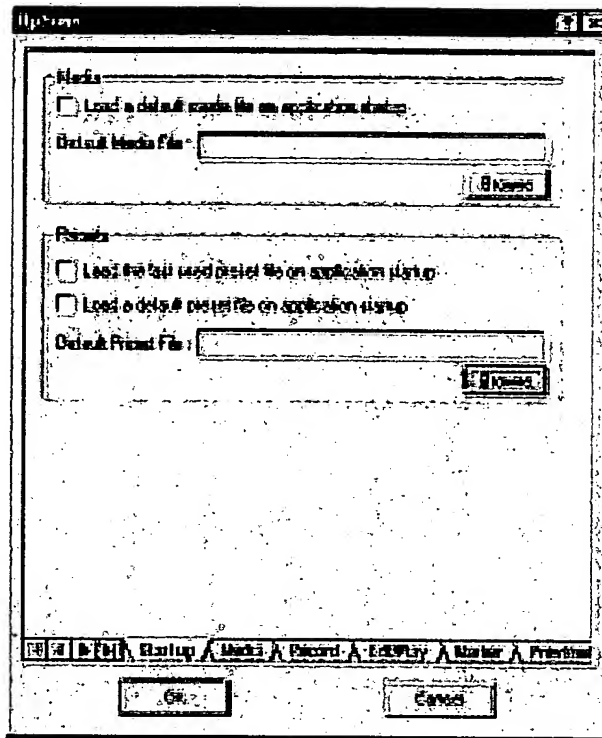 Options
Media
Load a default media file on application startup
Default Media File :
Browse
Presets
Load the last used preset file on application startup
Load a default preset file on application startup
Default Preset File :
Browse
Startup Media Record Edit/Play Marker
OK Cancel